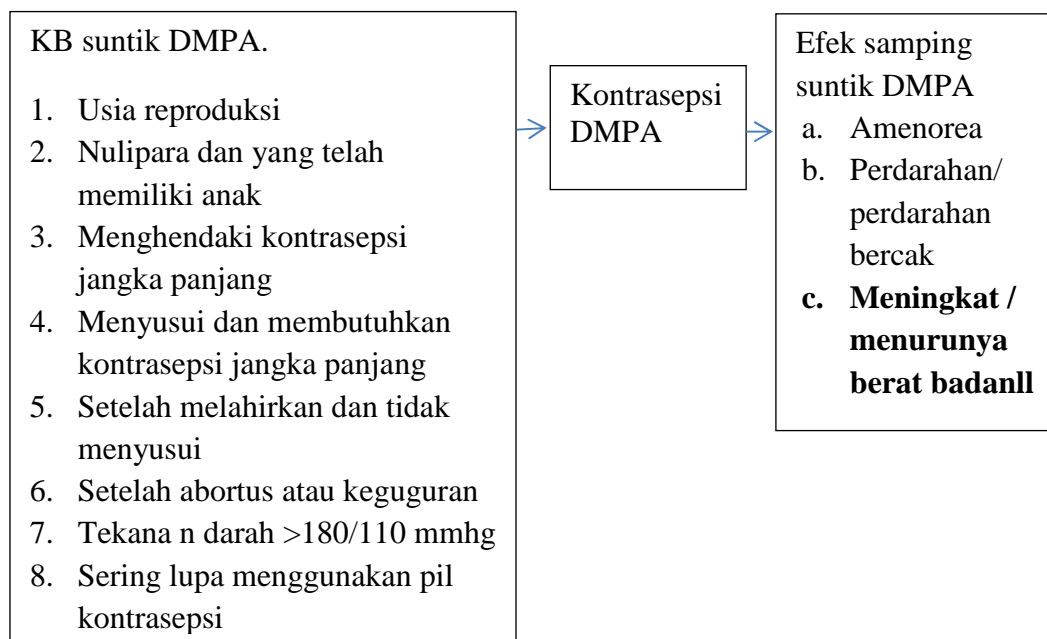 KB suntik DMPA.
1. Usia reproduksi
2. Nulipara dan yang telah
memiliki anak
3. Menghendaki kontrasepsi
jangka panjang
4. Menyusui dan membutuhkan
kontrasepsi jangka panjang
5. Setelah melahirkan dan tidak
menyusui
6. Setelah abortus atau keguguran
7. Tekana n darah >180/110 mmhg
8. Sering lupa menggunakan pil
kontrasepsi
Kontrasepsi
DMPA
Efek samping
suntik DMPA
a. Amenorea
b. Perdarahan/
perdarahan
bercak
c. Meningkat /
menurunya
berat badanll